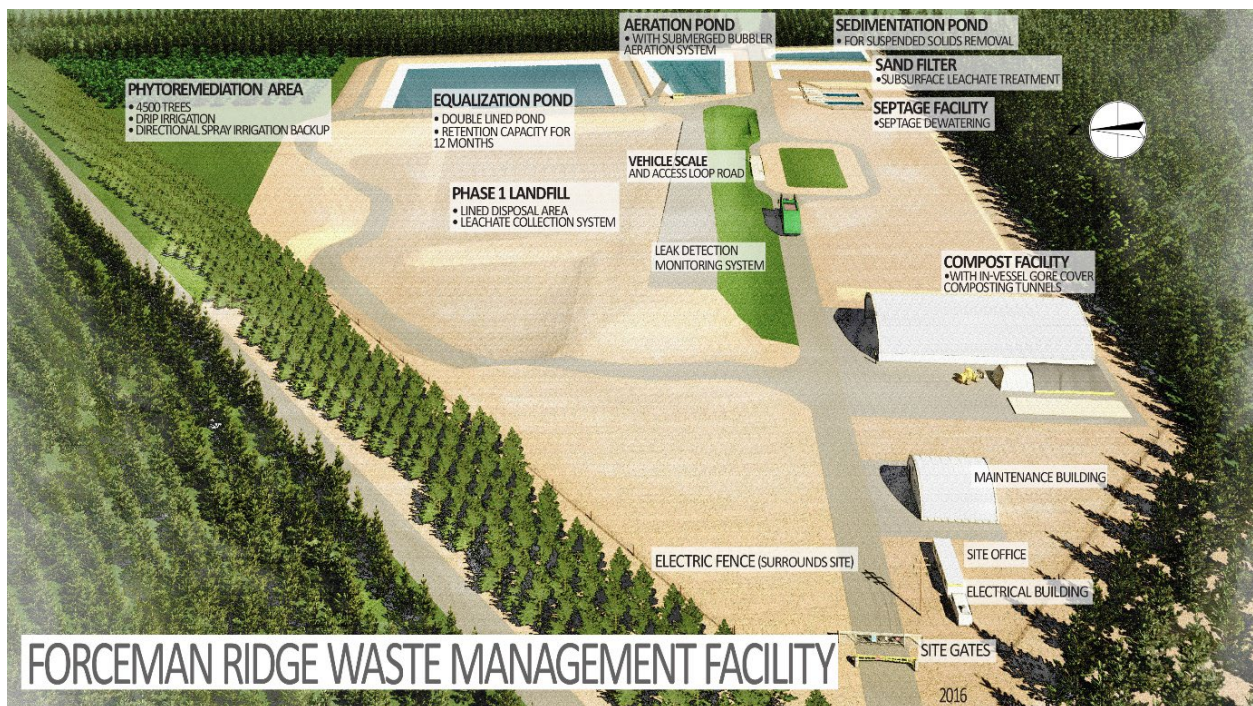 AERATION POND
• WITH SUBMERGED BUBBLER
AERATION SYSTEM
SEDIMENTATION POND
• FOR SUSPENDED SOLIDS REMOVAL
SAND FILTER
•SUBSURFACE LEACHATE TREATMENT
PHYTOREMEDIATION AREA
• 4500 TREES
• DRIP IRRIGATION
• DIRECTIONAL SPRAY IRRIGATION BACKUP
EQUALIZATION POND
• DOUBLE LINED POND
• RETENTION CAPACITY FOR
12 MONTHS
SEPTAGE FACILITY
•SEPTAGE DEWATERING
VEHICLE SCALE
AND ACCESS LOOP ROAD
PHASE 1 LANDFILL
• LINED DISPOSAL AREA
• LEACHATE COLLECTION SYSTEM
LEAK DETECTION
MONITORING SYSTEM
COMPOST FACILITY
•WITH IN-VESSEL GORE COVER
COMPOSTING TUNNELS
MAINTENANCE BUILDING
ELECTRIC FENCE (SURROUNDS SITE)
SITE OFFICE
ELECTRICAL BUILDING
FORCEMAN RIDGE WASTE MANAGEMENT FACILITY
SITE GATES
2016